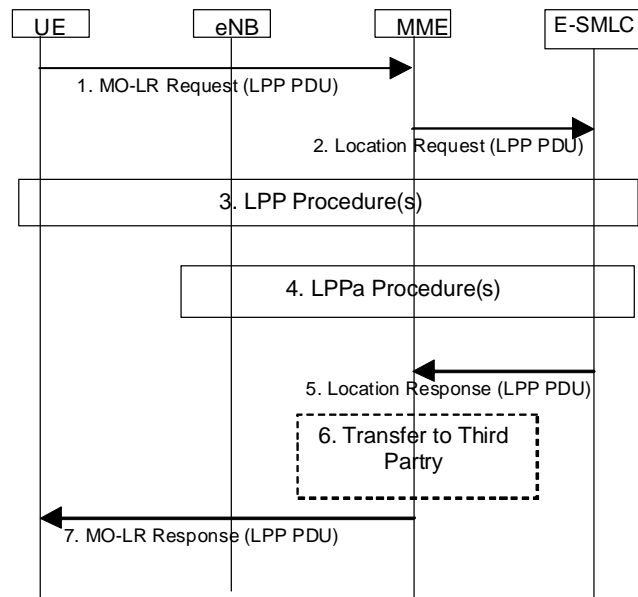 UE eNB MME E-SMLC
1. MO-LR Request (LPP PDU)
2. Location Request (LPP PDU)
3. LPP Procedure(s)
4. LPPa Procedure(s)
5. Location Response (LPP PDU)
6. Transfer to Third
Partry
7. MO-LR Response (LPP PDU)